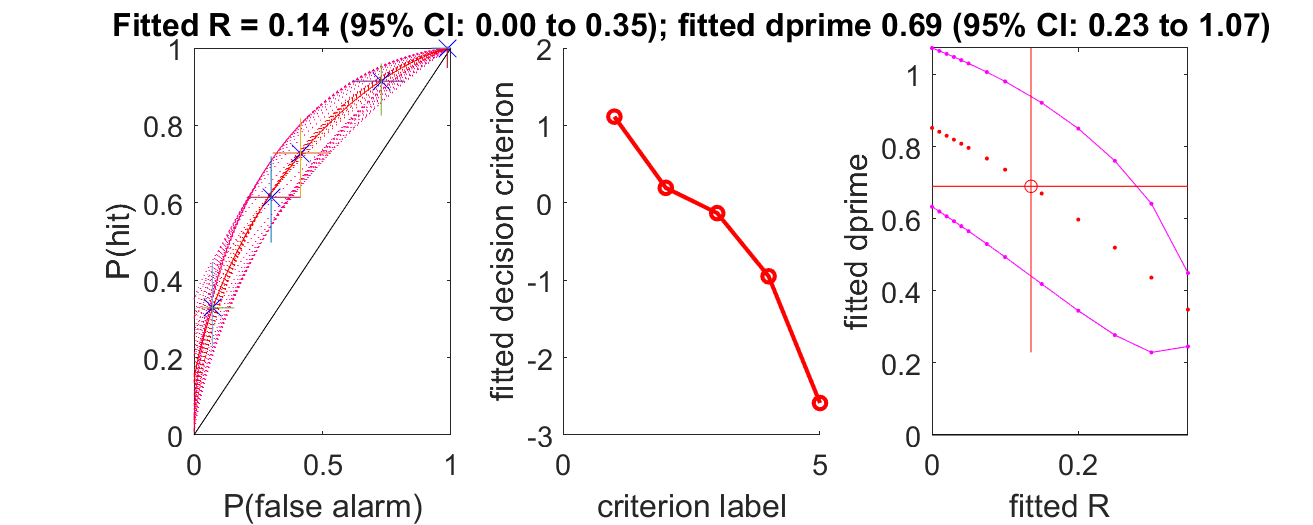 Fitted R = 0.14 (95% CI: 0.00 to 0.35); fitted dprime 0.69 (95% CI: 0.23 to 1.07)
P(hit)
1
0.8
0.6
0.4
0.2
0
0 0.5 1
P(false alarm)
fitted decision criterion
2
1
0
-1
-2
-3
0 5
criterion label
fitted dprime
1
0.8
0.6
0.4
0.2
0
0 0.2
fitted R